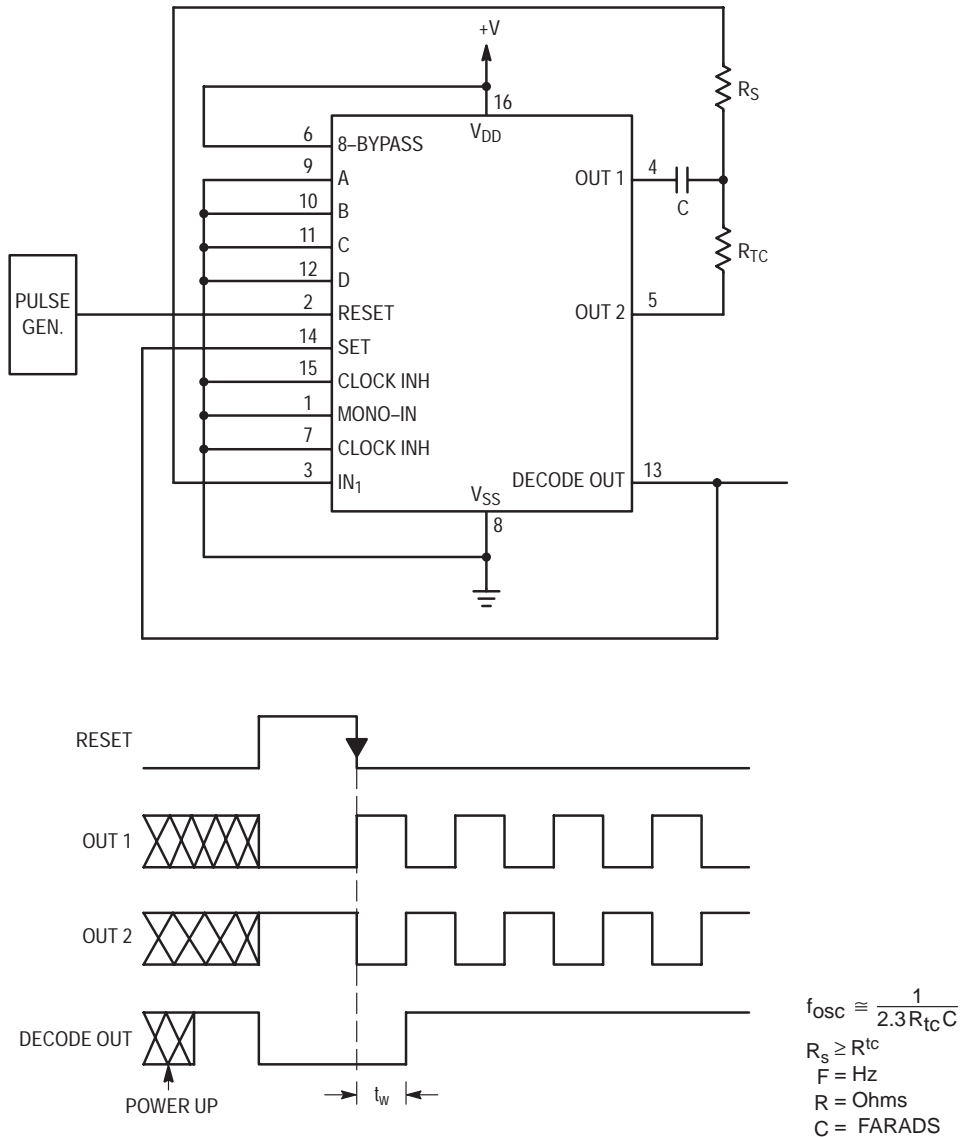 +V
RS
16
VDD
6
8–BYPASS
9
A
OUT 1
4
C
10
B
11
C
RTC
12
D
PULSE
GEN.
2
RESET
OUT 2
5
14
SET
15
CLOCK INH
1
MONO–IN
7
CLOCK INH
3
IN1
DECODE OUT
13
VSS
8
RESET
OUT 1
OUT 2
DECODE OUT
POWER UP
tw
fosc ≅ 1 / 2.3 RtcC
Rs ≥ Rtc
F = Hz
R = Ohms
C = FARADS